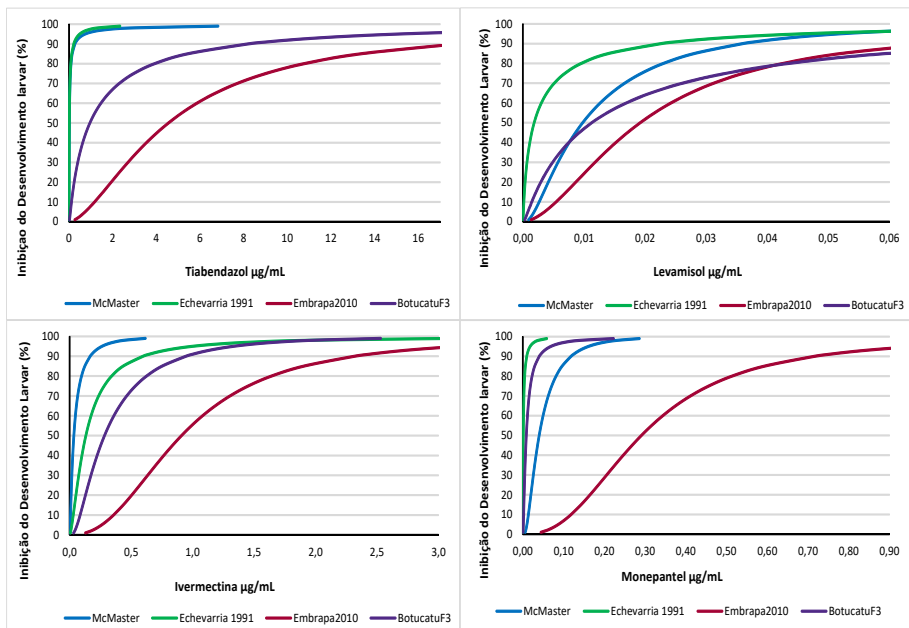 Inibiçao do Desenvolvimento larvar (%)
100
90
80
70
60
50
40
30
20
10
0
0 2 4 6 8 10 12 14 16
Tiabendazol µg/mL
McMaster Echevarria 1991 Embrapa2010 BotucatuF3
Inibição do Desenvolvimento larvar (%)
100
90
80
70
60
50
40
30
20
10
0
0,00 0,01 0,02 0,03 0,04 0,05 0,06
Levamisol µg/mL
McMaster Echevarria 1991 Embrapa2010 BotucatuF3
Inibição do Desenvolvimento Larvar (%)
100
90
80
70
60
50
40
30
20
10
0
0,0 0,5 1,0 1,5 2,0 2,5 3,0
Ivermectina µg/mL
McMaster Echevarria 1991 Embrapa2010 BotucatuF3
Inibição do Desenvolvimento larvar (%)
100
90
80
70
60
50
40
30
20
10
0
0,00 0,10 0,20 0,30 0,40 0,50 0,60 0,70 0,80 0,90
Monepantel µg/mL
McMaster Echevarria 1991 Embrapa2010 BotucatuF3